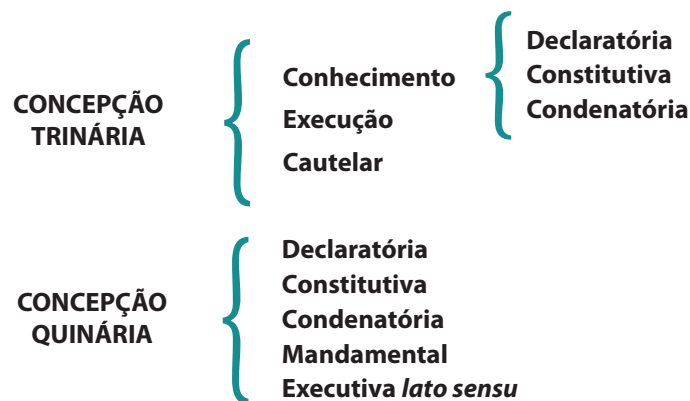 CONCEPÇÃO
TRINÁRIA
Conhecimento
Execução
Cautelar
Declaratória
Constitutiva
Condenatória
CONCEPÇÃO
QUINÁRIA
Declaratória
Constitutiva
Condenatória
Mandamental
Executiva lato sensu